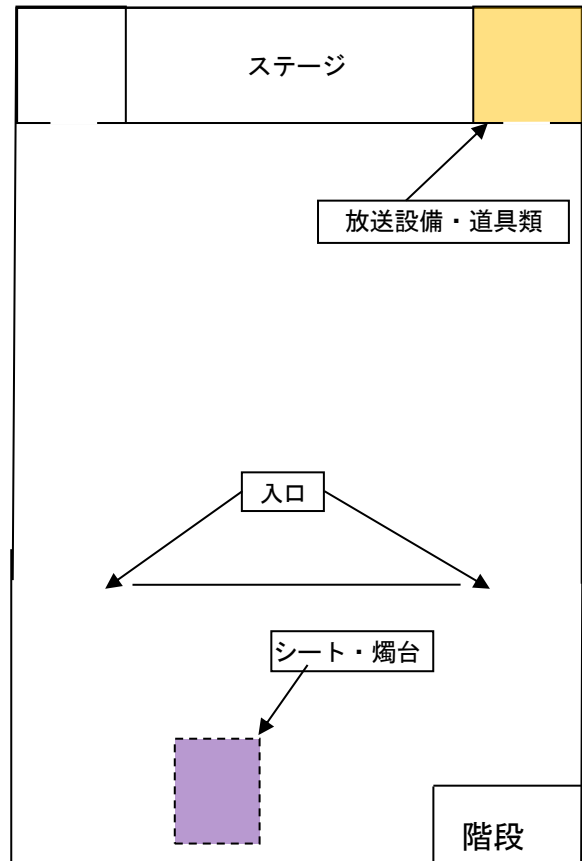 ステージ
放送設備・道具類
入口
シート・燭台
階段